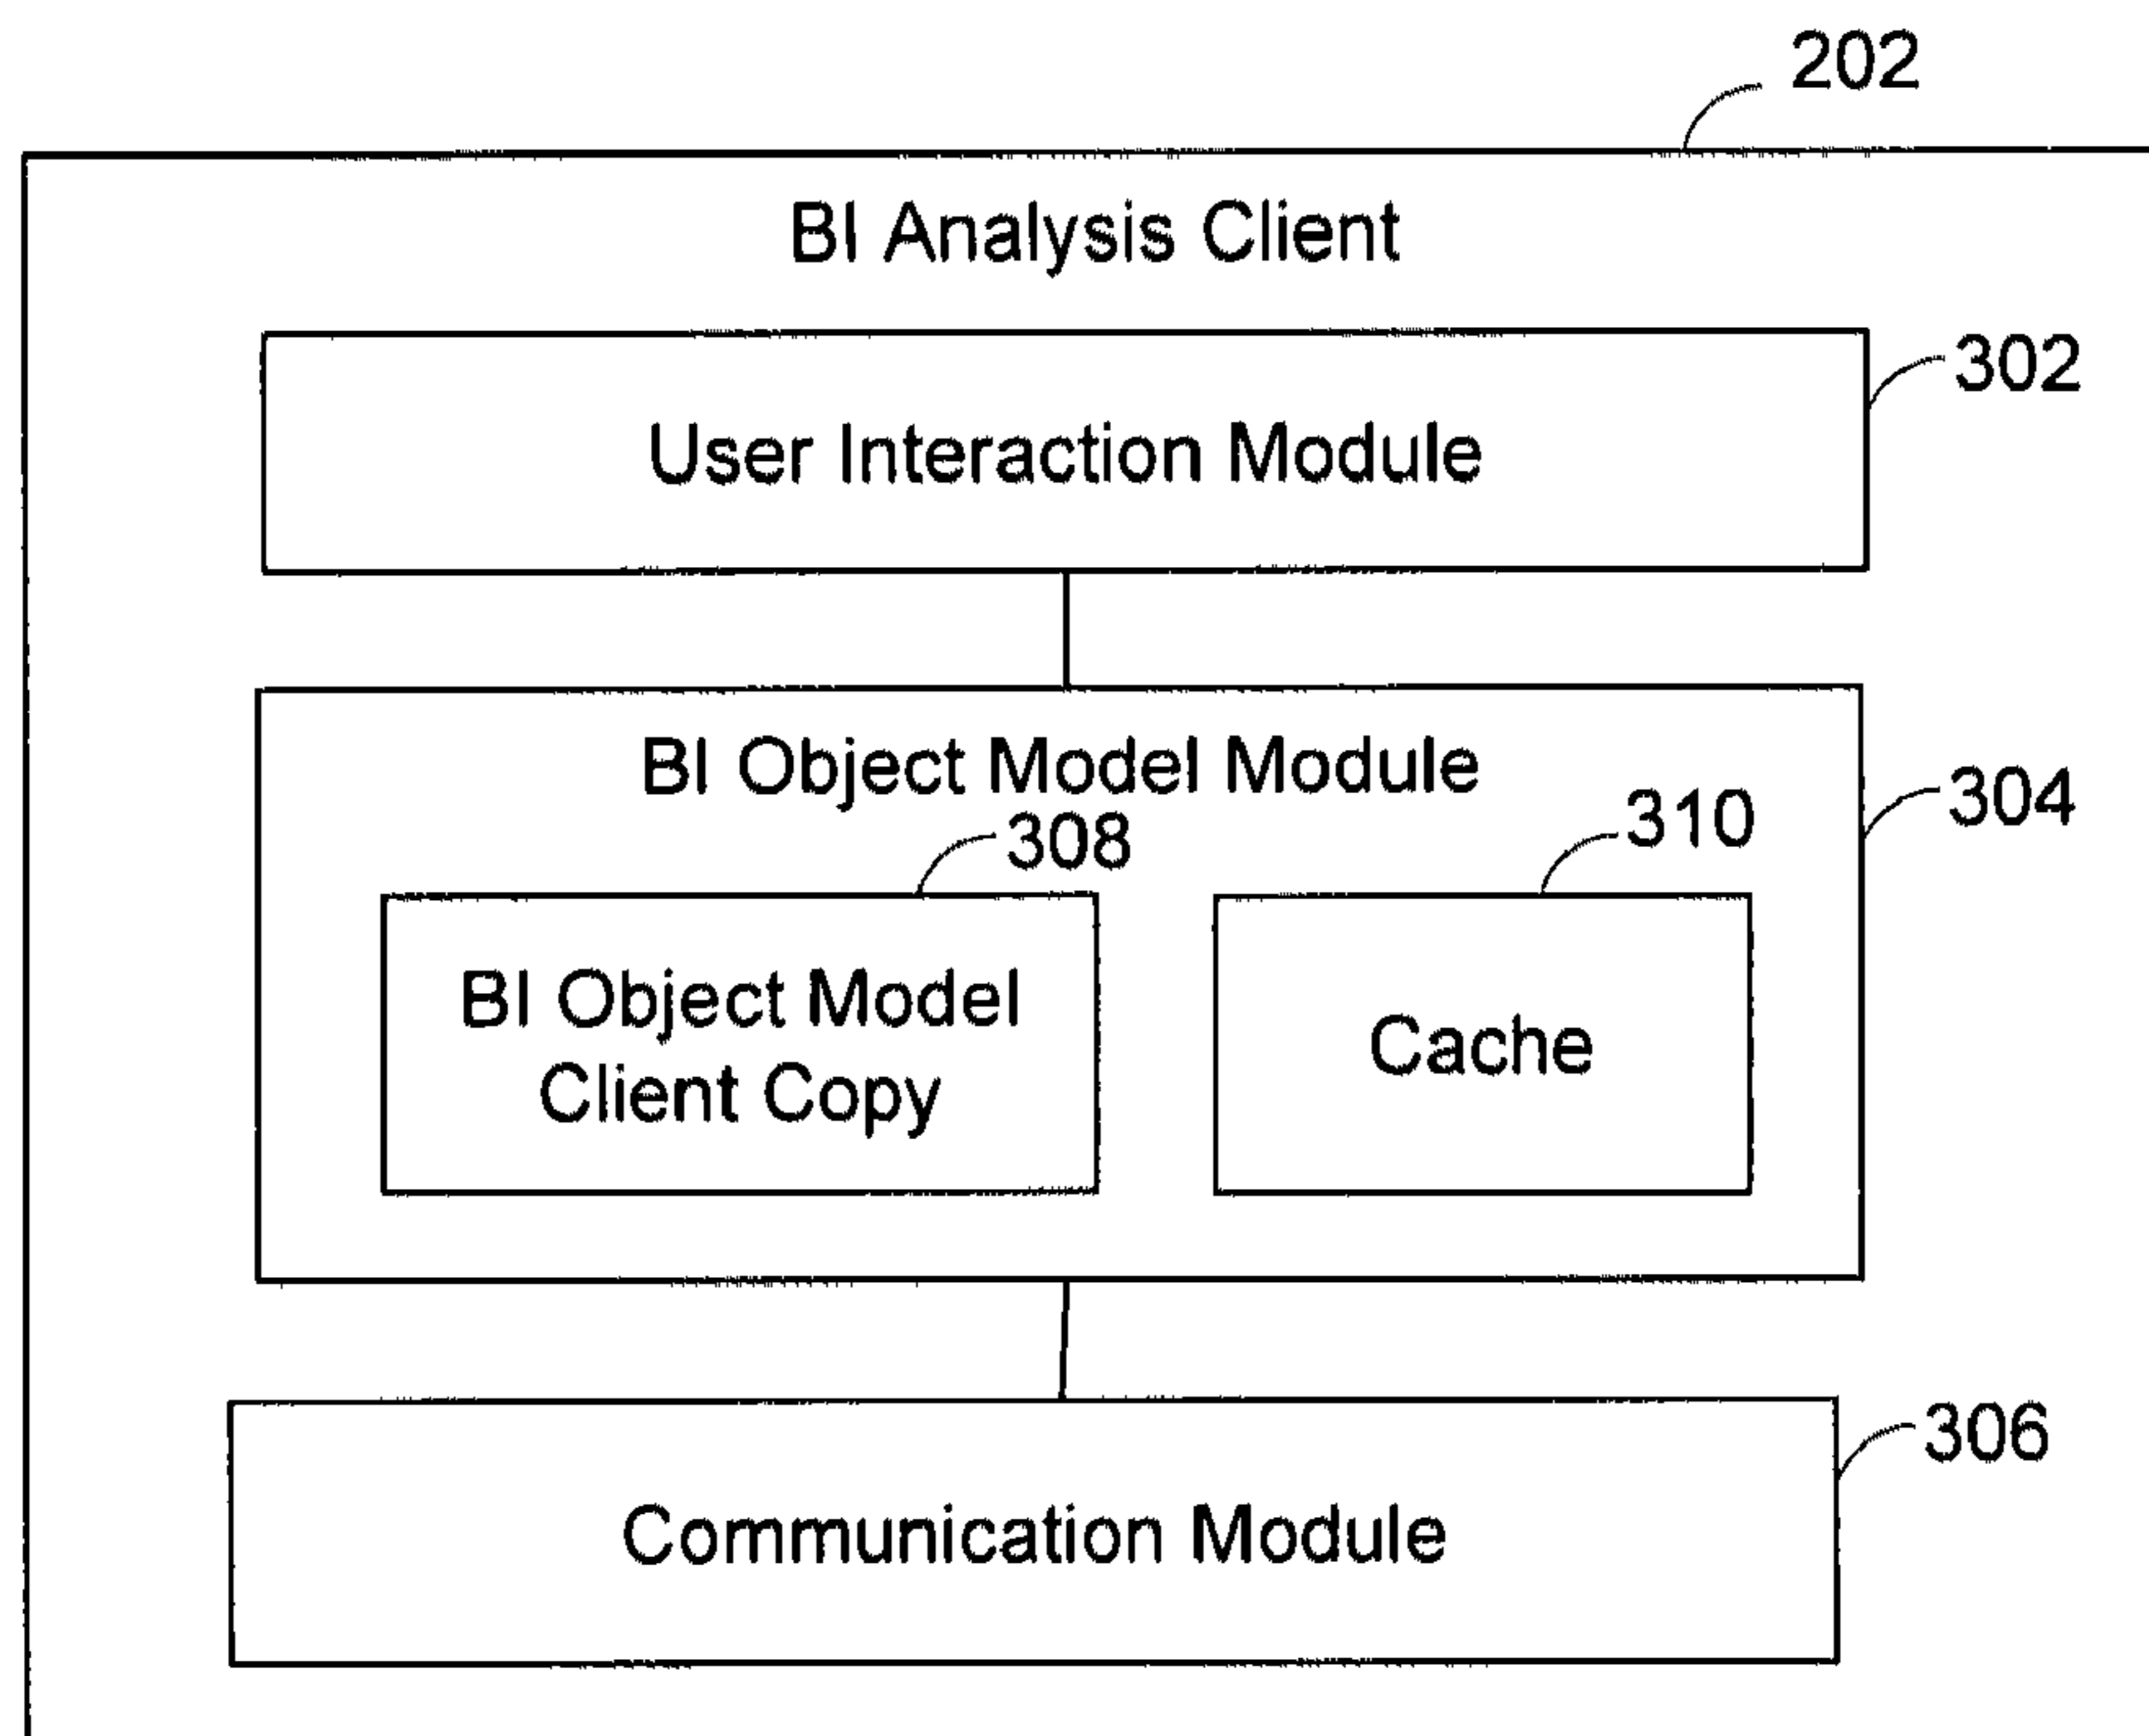 202
BI Analysis Client
302
User Interaction Module
BI Object Model Module
304
308
310
BI Object Model
Client Copy
Cache
306
Communication Module